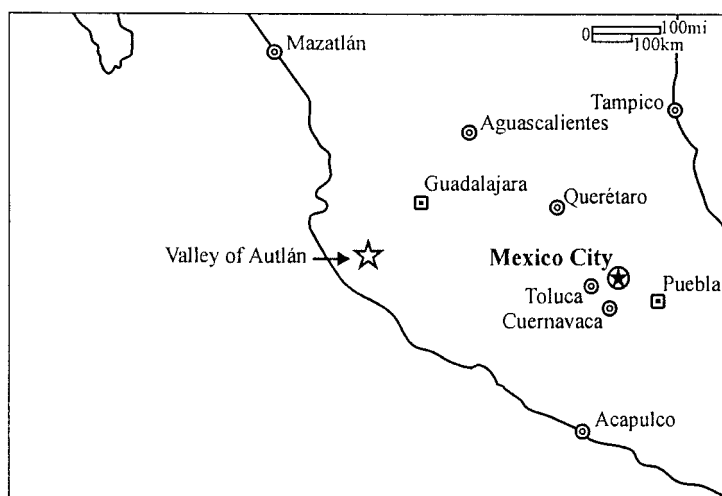 100mi
0
100km
Mazatlán
Tampico
Aguascalientes
Guadalajara
Querétaro
Valley of Autlán
Mexico City
Puebla
Toluca
Cuernavaca
Acapulco